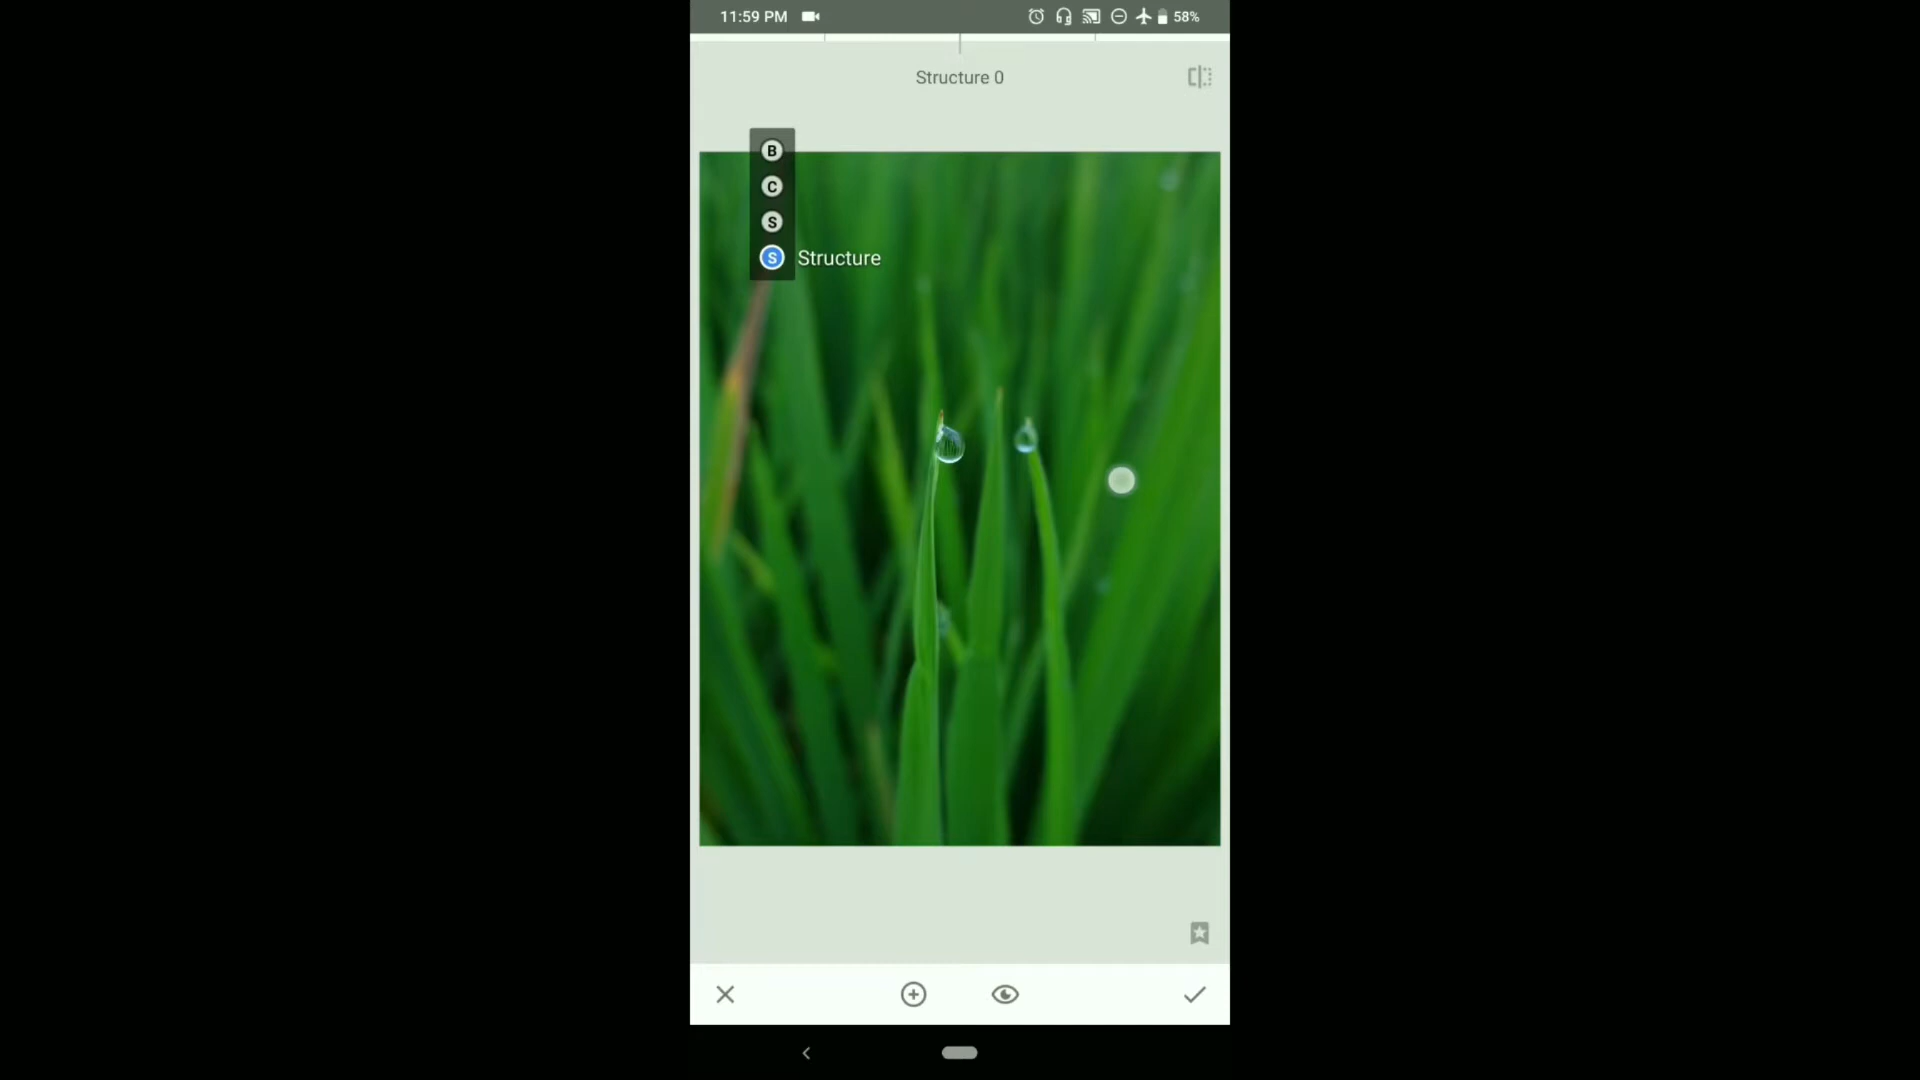 11:59 PM 58%
Structure 0
B
C
S
S Structure